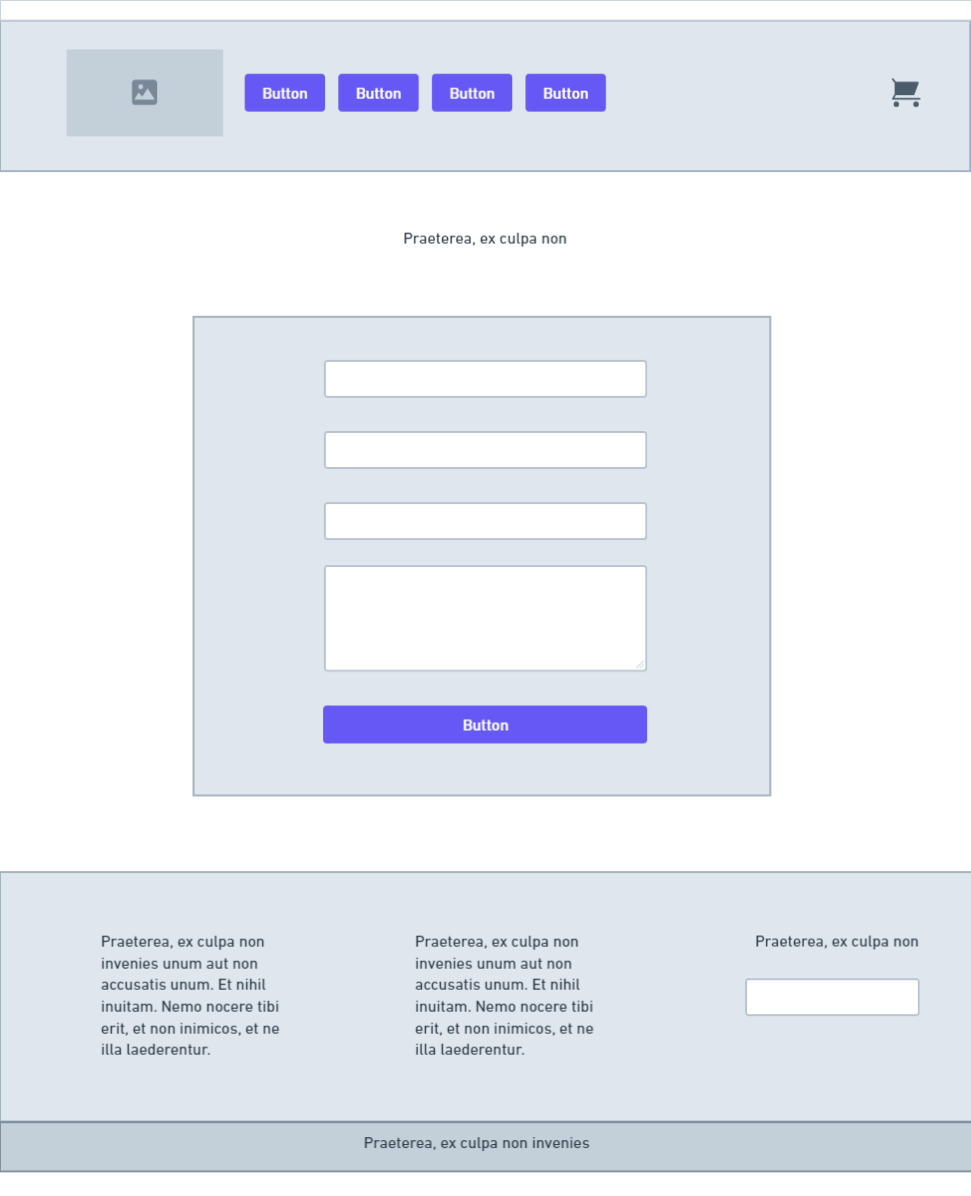 Button
Button
Button
Button
Praeterea, ex culpa non
Button
Praeterea, ex culpa non
invenies unum aut non
accusatis unum. Et nihil
inuitam. Nemo nocere tibi
erit, et non inimicos, et ne
illa laederentur.
Praeterea, ex culpa non
invenies unum aut non
accusatis unum. Et nihil
inuitam. Nemo nocere tibi
erit, et non inimicos, et ne
illa laederentur.
Praeterea, ex culpa non
Praeterea, ex culpa non invenies